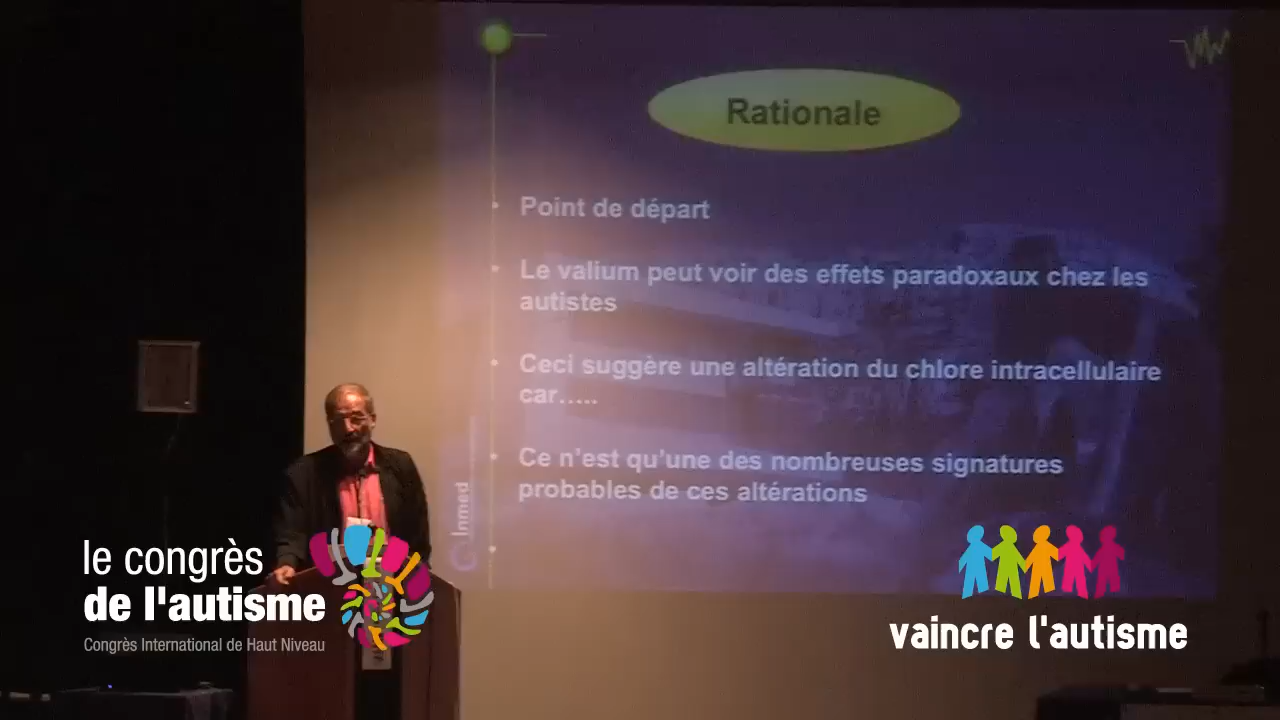 Rationale
Point de départ
Le valium peut voir des effets paradoxaux chez les
autistes
Ceci suggère une altération du chlore intracellulaire
car.....
Ce n'est qu'une des nombreuses signatures
probables de ces altérations
Inmed
le congrès
de l'autisme
Congrès International de Haut Niveau
vaincre l'autisme